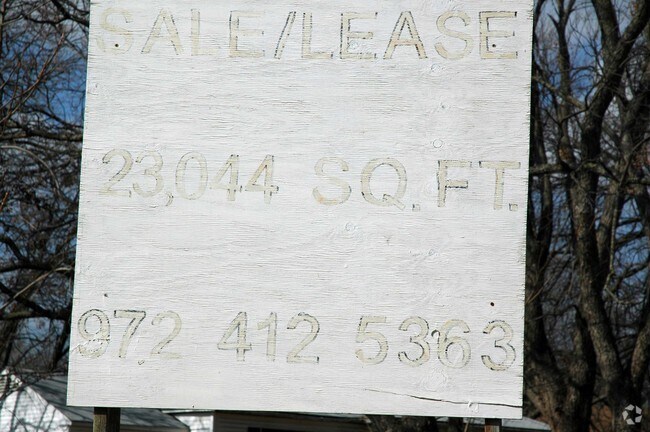 SALE/LEASE
23,044 SQ. FT.
972 412 5363